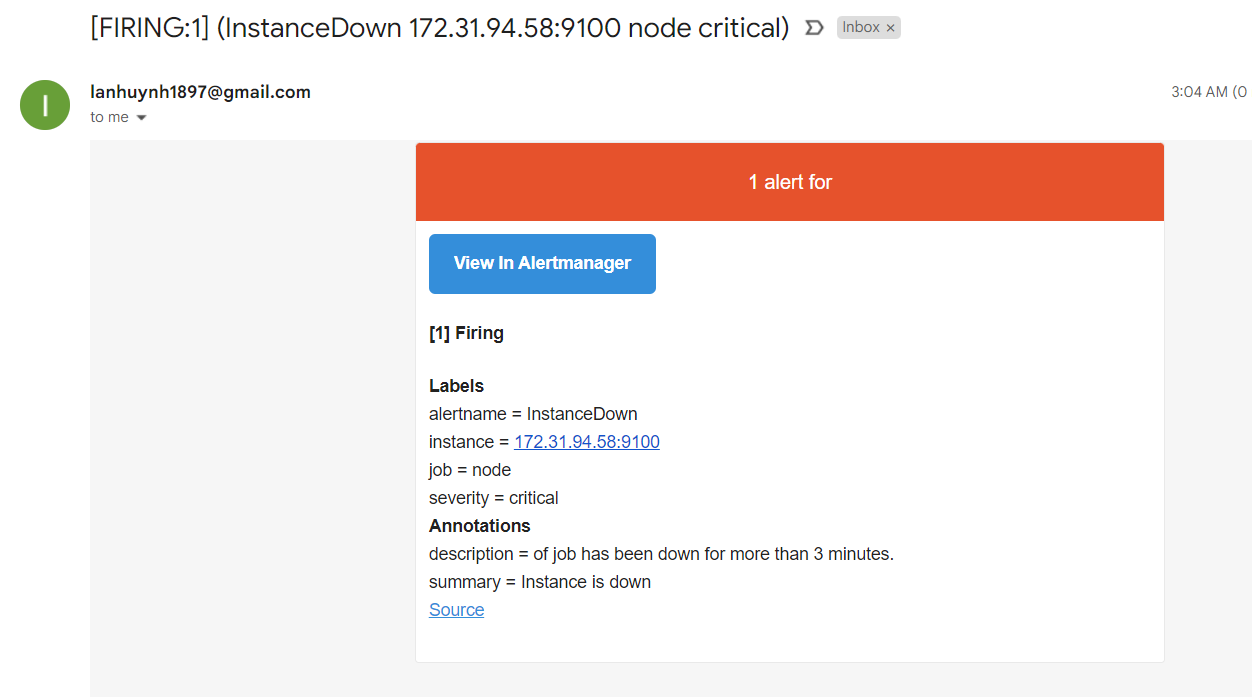 [FIRING:1] (InstanceDown 172.31.94.58:9100 node critical) Inbox ×
I
lanhuynh1897@gmail.com 3:04 AM (0
to me
1 alert for
View In Alertmanager
[1] Firing
Labels
alertname = InstanceDown
instance = 172.31.94.58:9100
job = node
severity = critical
Annotations
description = of job has been down for more than 3 minutes.
summary = Instance is down
Source